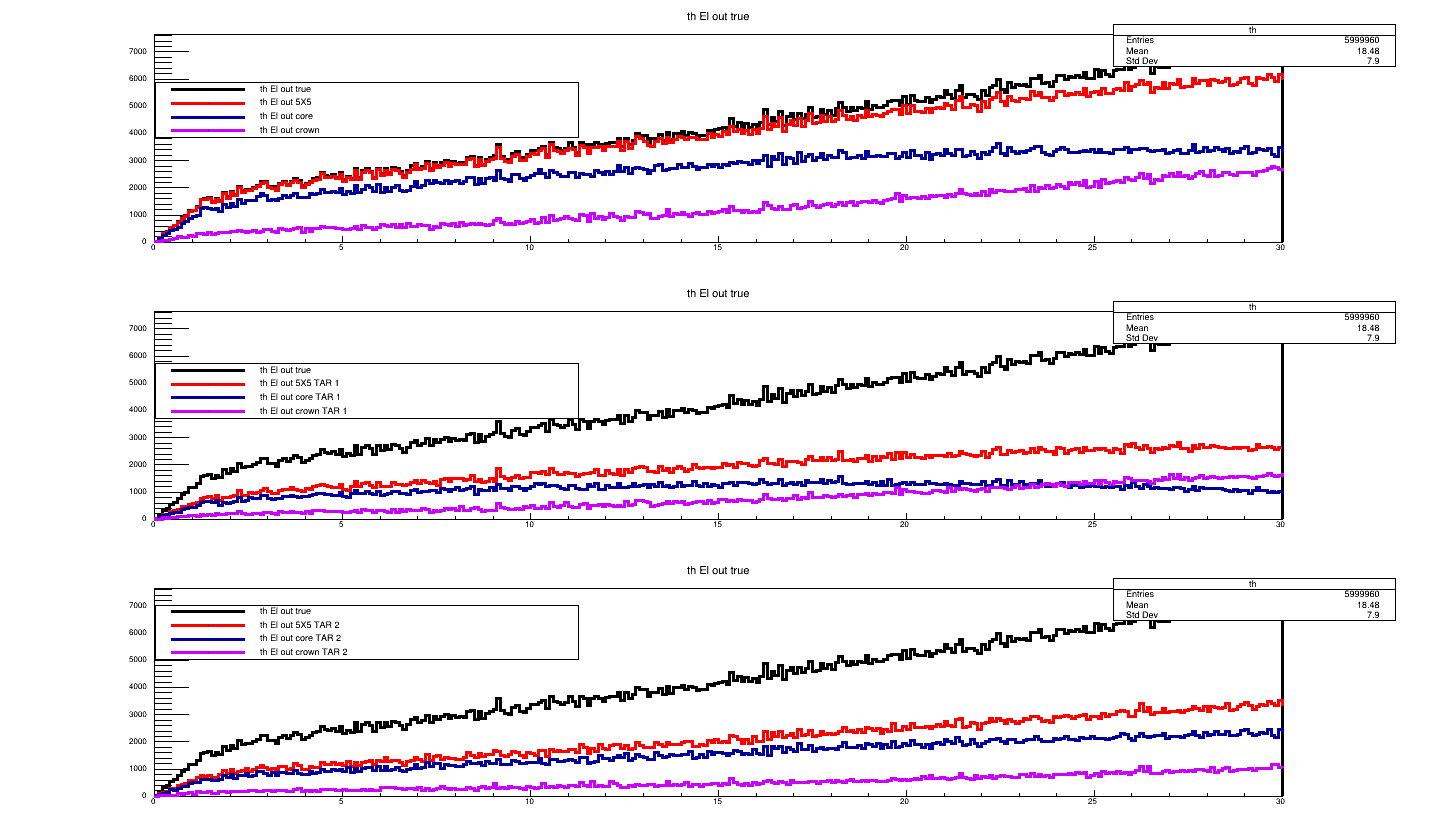 th El out true
th
Entries 5999960
Mean 18.48
Std Dev 7.9
7000
6000
5000
4000
3000
2000
1000
0
th El out true
th El out 5X5
th El out core
th El out crown
0 5 10 15 20 25 30
th El out true
th
Entries 5999960
Mean 18.48
Std Dev 7.9
7000
6000
5000
4000
3000
2000
1000
0
th El out true
th El out 5X5 TAR 1
th El out core TAR 1
th El out crown TAR 1
0 5 10 15 20 25 30
th El out true
th
Entries 5999960
Mean 18.48
Std Dev 7.9
7000
6000
5000
4000
3000
2000
1000
0
th El out true
th El out 5X5 TAR 2
th El out core TAR 2
th El out crown TAR 2
0 5 10 15 20 25 30